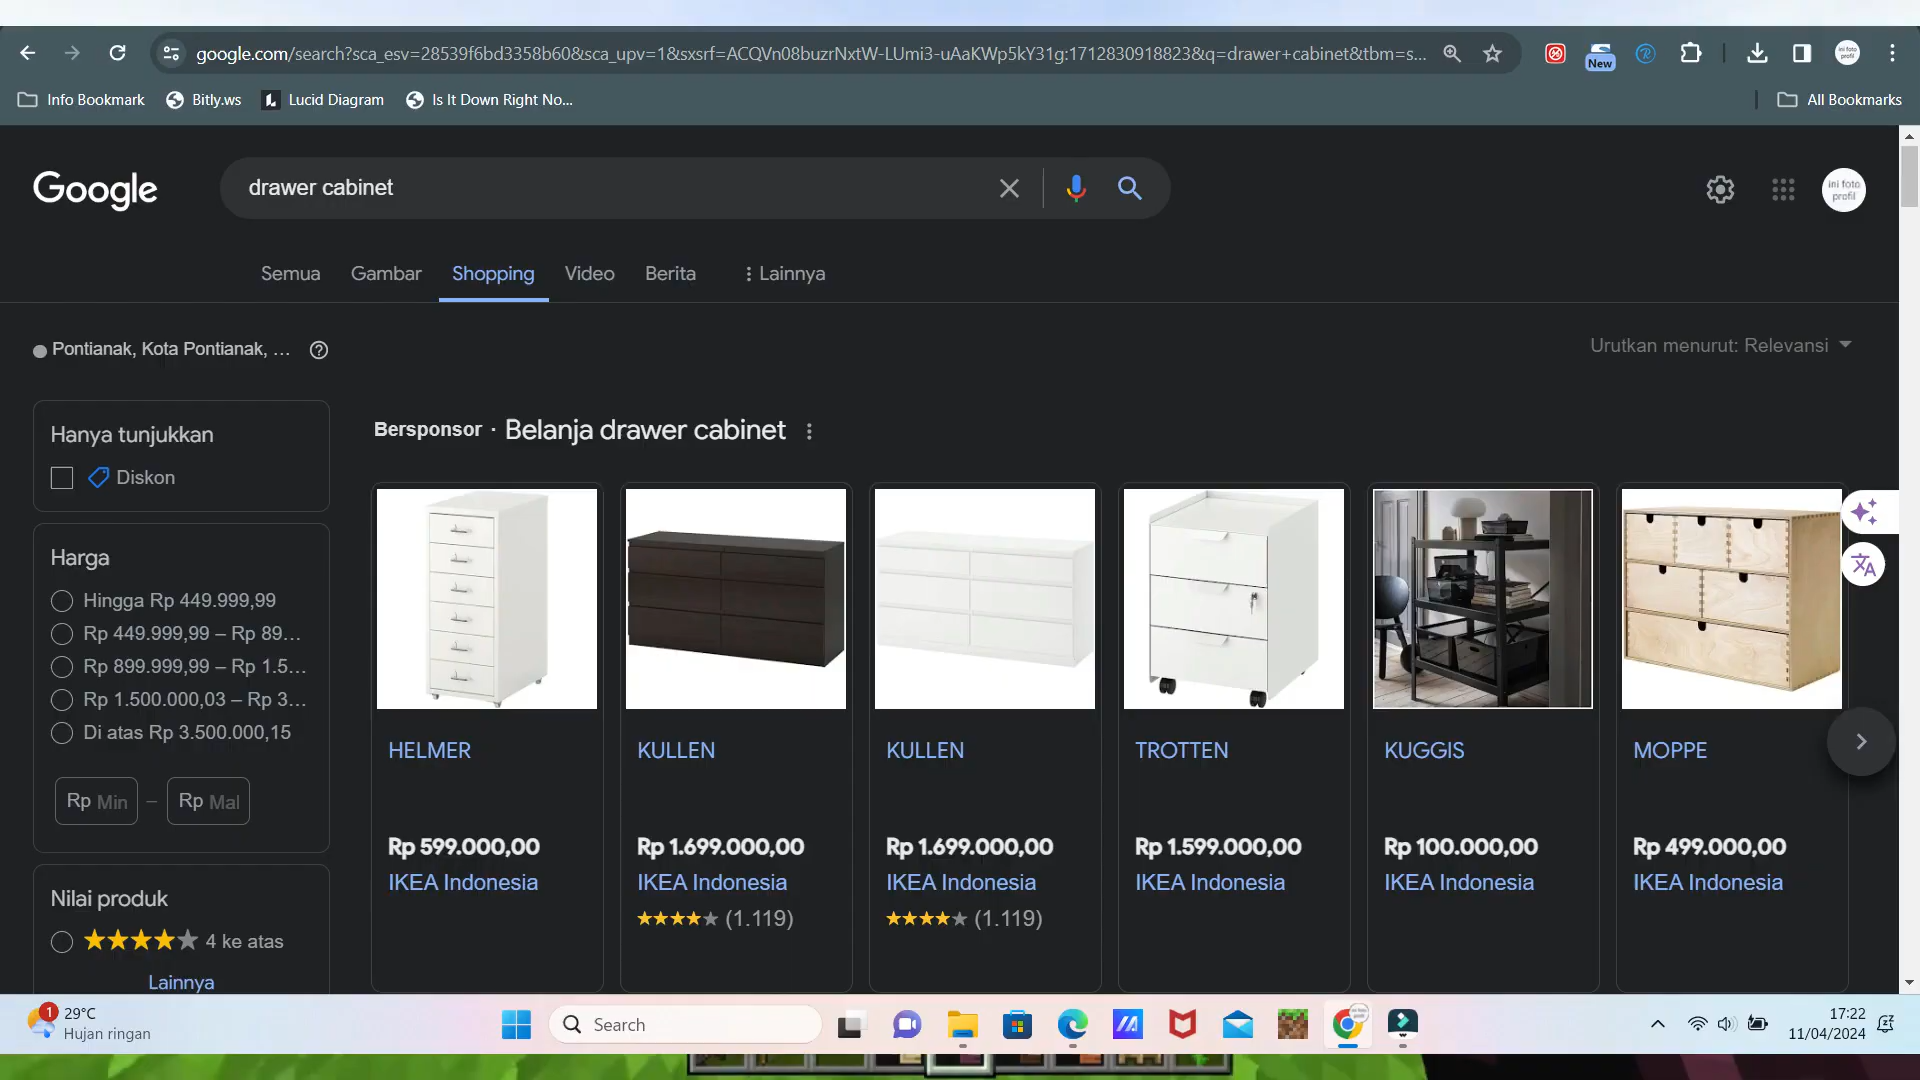 google.com/search?sca_esv=28539f6bd3358b60&sca_upv=1&sxsrf=ACQVn08buzrNxtW-LUmi3-uAaKWp5kY31g:1712830918823&q=drawer+cabinet&tbm=s...
New
ini foto profil
Info Bookmark
Bitly.ws
Lucid Diagram
Is It Down Right No...
All Bookmarks
Google
drawer cabinet
ini foto
profil
Semua
Gambar
Shopping
Video
Berita
Lainnya
Pontianak, Kota Pontianak, ...
Urutkan menurut: Relevansi
Hanya tunjukkan
Diskon
Harga
Hingga Rp 449.999,99
Rp 449.999,99 – Rp 89...
Rp 899.999,99 – Rp 1.5...
Rp 1.500.000,03 – Rp 3...
Di atas Rp 3.500.000,15
Rp Min – Rp Mal
Nilai produk
4 ke atas
Lainnya
Bersponsor · Belanja drawer cabinet
HELMER
Rp 599.000,00
IKEA Indonesia
KULLEN
Rp 1.699.000,00
IKEA Indonesia
(1.119)
KULLEN
Rp 1.699.000,00
IKEA Indonesia
(1.119)
TROTTEN
Rp 1.599.000,00
IKEA Indonesia
KUGGIS
Rp 100.000,00
IKEA Indonesia
MOPPE
Rp 499.000,00
IKEA Indonesia
1
29°C
Hujan ringan
Search
17:22
11/04/2024